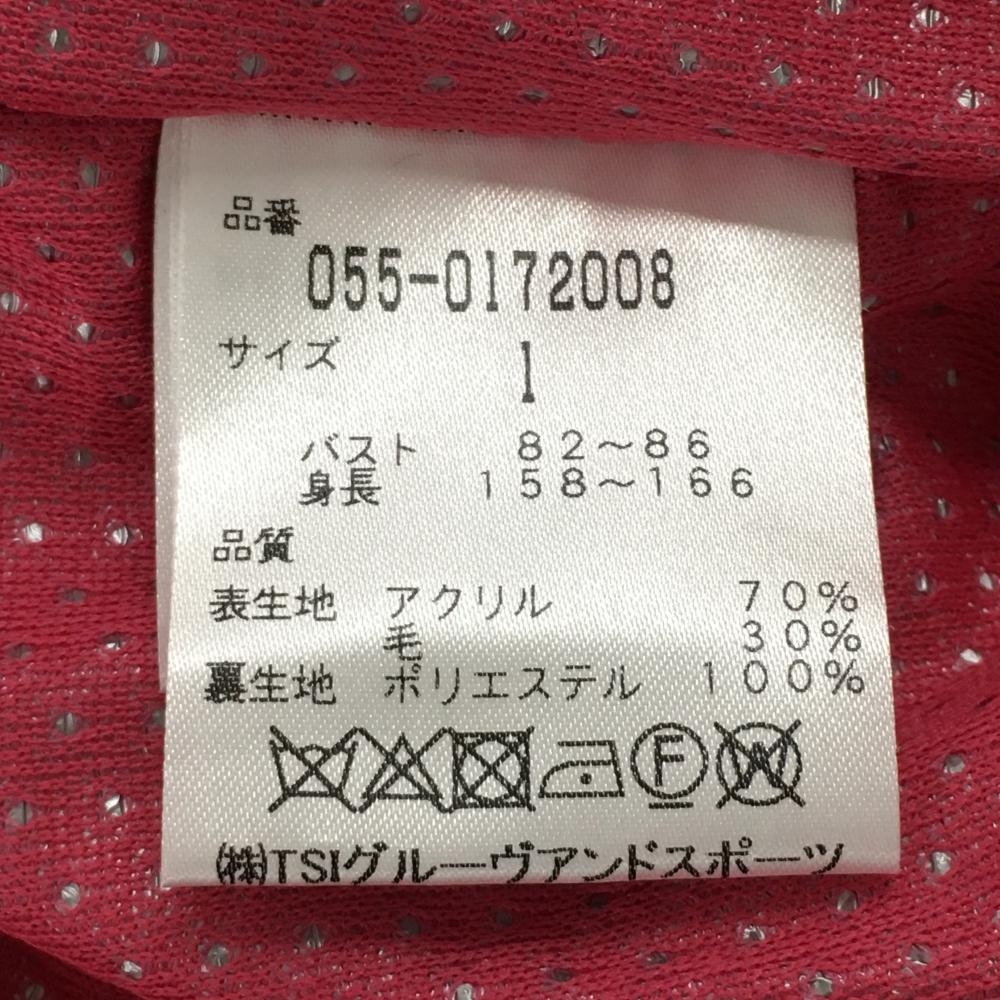 品番
055-0172008
サイズ 1
バスト 82～86
身長 158～166
品質
表生地 アクリル 70%
毛 30%
裏生地 ポリエステル 100%
F W
㈱TSIグルーヴアンドスポーツ